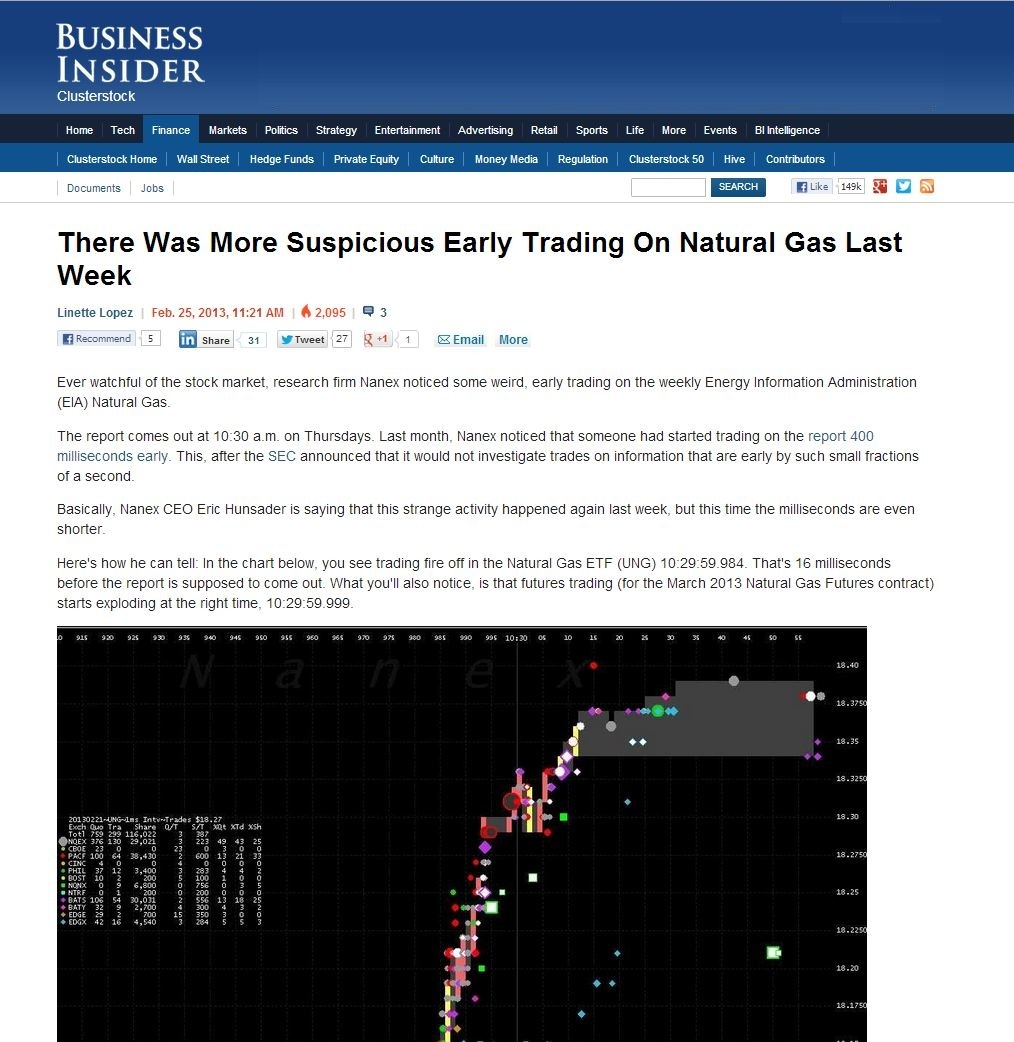 BUSINESS
INSIDER
Clusterstock
Home Tech Finance Markets Politics Strategy Entertainment Advertising Retail Sports Life More Events BI Intelligence
Clusterstock Home Wall Street Hedge Funds Private Equity Culture Money Media Regulation Clusterstock 50 Hive Contributors
Documents Jobs SEARCH Like 149k
There Was More Suspicious Early Trading On Natural Gas Last
Week
Linette Lopez | Feb. 25, 2013, 11:21 AM | 2,095 | 3
Recommend 5 in Share 31 Tweet 27 +1 1 Email More
Ever watchful of the stock market, research firm Nanex noticed some weird, early trading on the weekly Energy Information Administration
(EIA) Natural Gas.
The report comes out at 10:30 a.m. on Thursdays. Last month, Nanex noticed that someone had started trading on the report 400
milliseconds early. This, after the SEC announced that it would not investigate trades on information that are early by such small fractions
of a second.
Basically, Nanex CEO Eric Hunsader is saying that this strange activity happened again last week, but this time the milliseconds are even
shorter.
Here's how he can tell: In the chart below, you see trading fire off in the Natural Gas ETF (UNG) 10:29:59.984. That's 16 milliseconds
before the report is supposed to come out. What you'll also notice, is that futures trading (for the March 2013 Natural Gas Futures contract)
starts exploding at the right time, 10:29:59.999.
915 920 925 930 935 940 945 950 955 960 965 970 975 980 985 990 995 10:30 05 10 15 20 25 30 35 40 45 50 55
Nanex
18.40
18.3750
18.35
18.3250
18.30
18.2750
18.25
18.2250
18.20
18.1750
20130221~UNG~1ms Intv~Trades $18.27
Exch Quo Tra Share Q/T S/T %Qt %Td %Sh
Totl 759 299 116,022 3 387
NQEX 376 130 29,021 3 223 49 43 25
CBOE 23 0 0 23 0 3 0 0
PACF 100 64 38,430 2 600 13 21 33
CINC 4 0 0 4 0 0 0 0
PHIL 37 12 3,400 3 283 4 4 2
BOST 10 2 200 5 100 1 0 0
NQNX 0 9 6,800 0 756 0 3 5
NTRF 0 1 200 0 200 0 0 0
BATS 106 54 30,031 2 556 13 18 25
BATY 32 9 2,700 4 300 4 3 2
EDGE 29 2 700 15 350 3 0 0
EDGX 42 16 4,540 3 284 5 5 3